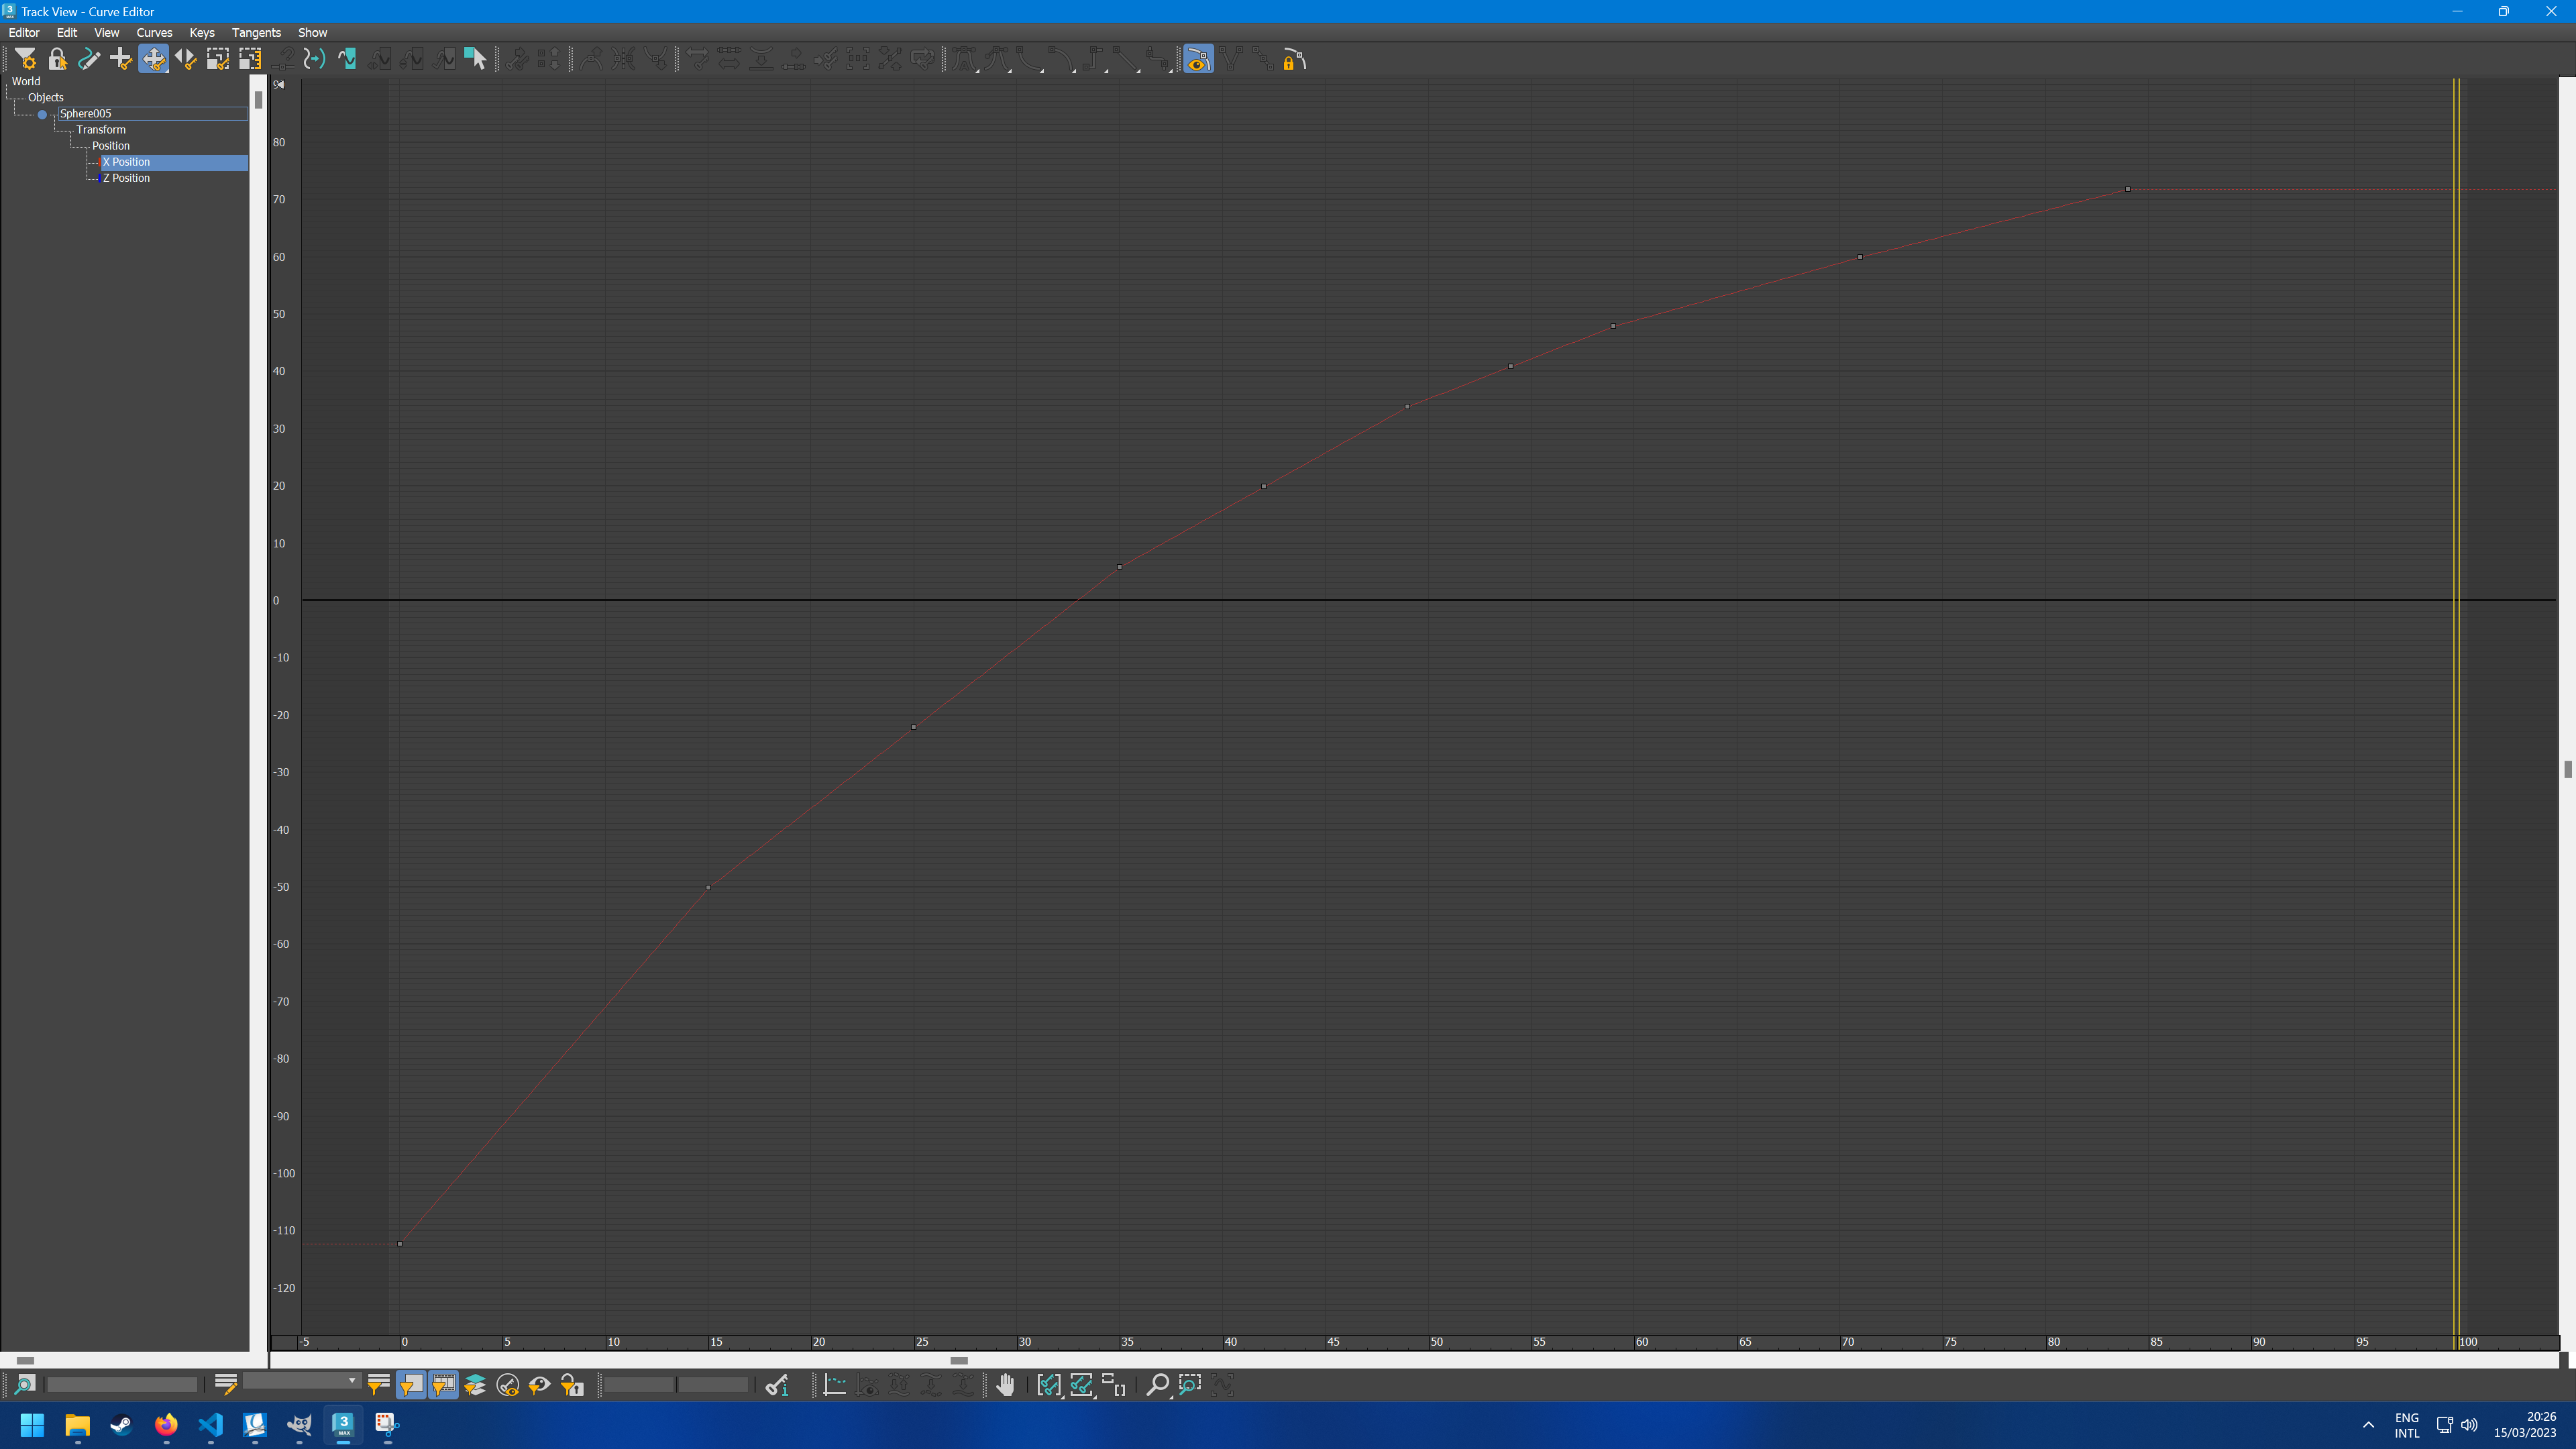 Track View - Curve Editor
Editor Edit View Curves Keys Tangents Show
World
Objects
Sphere005
Transform
Position
X Position
Z Position
80
70
60
50
40
30
20
10
0
-10
-20
-30
-40
-50
-60
-70
-80
-90
-100
-110
-120
-5 0 5 10 15 20 25 30 35 40 45 50 55 60 65 70 75 80 85 90 95 100
3
MAX
ENG
INTL
20:26
15/03/2023